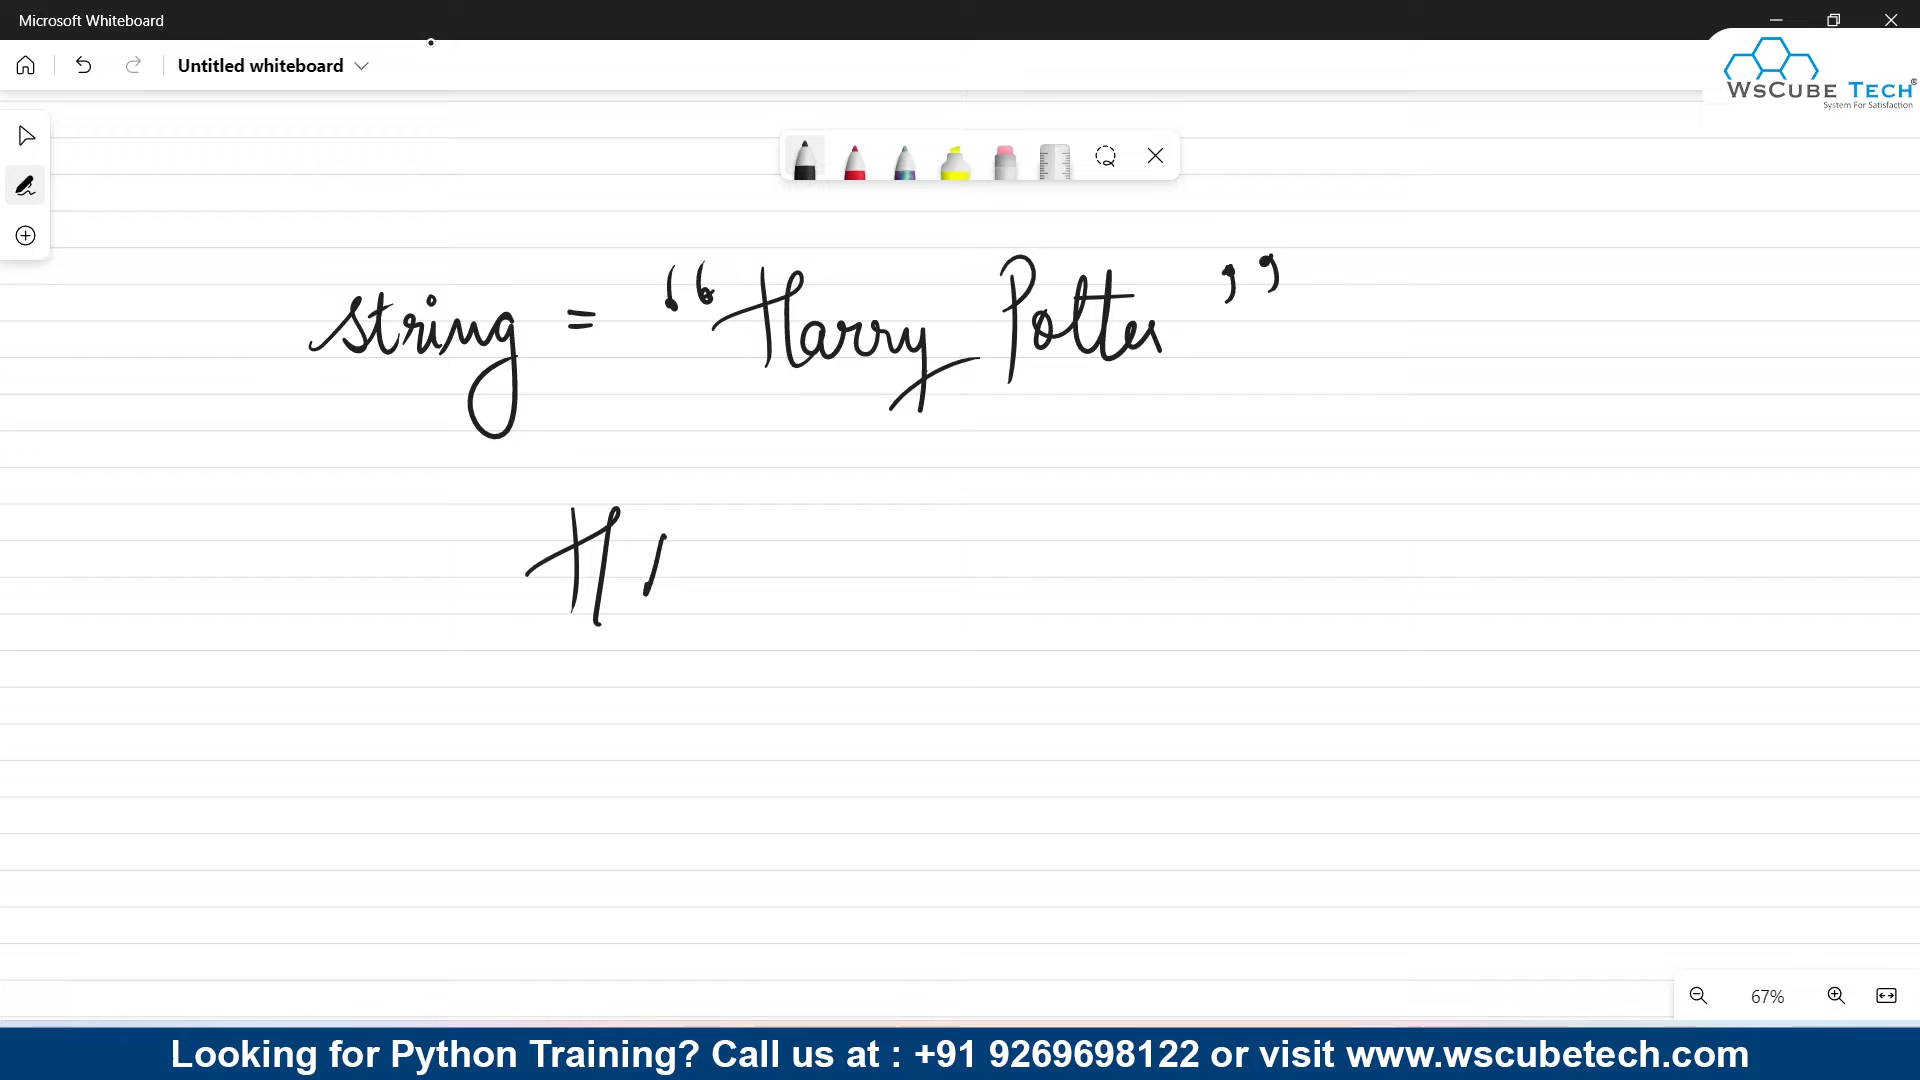 Microsoft Whiteboard
Untitled whiteboard
WsCube Tech®
System For Satisfaction
string = “Harry Potter”
H
67%
Looking for Python Training? Call us at : +91 9269698122 or visit www.wscubetech.com